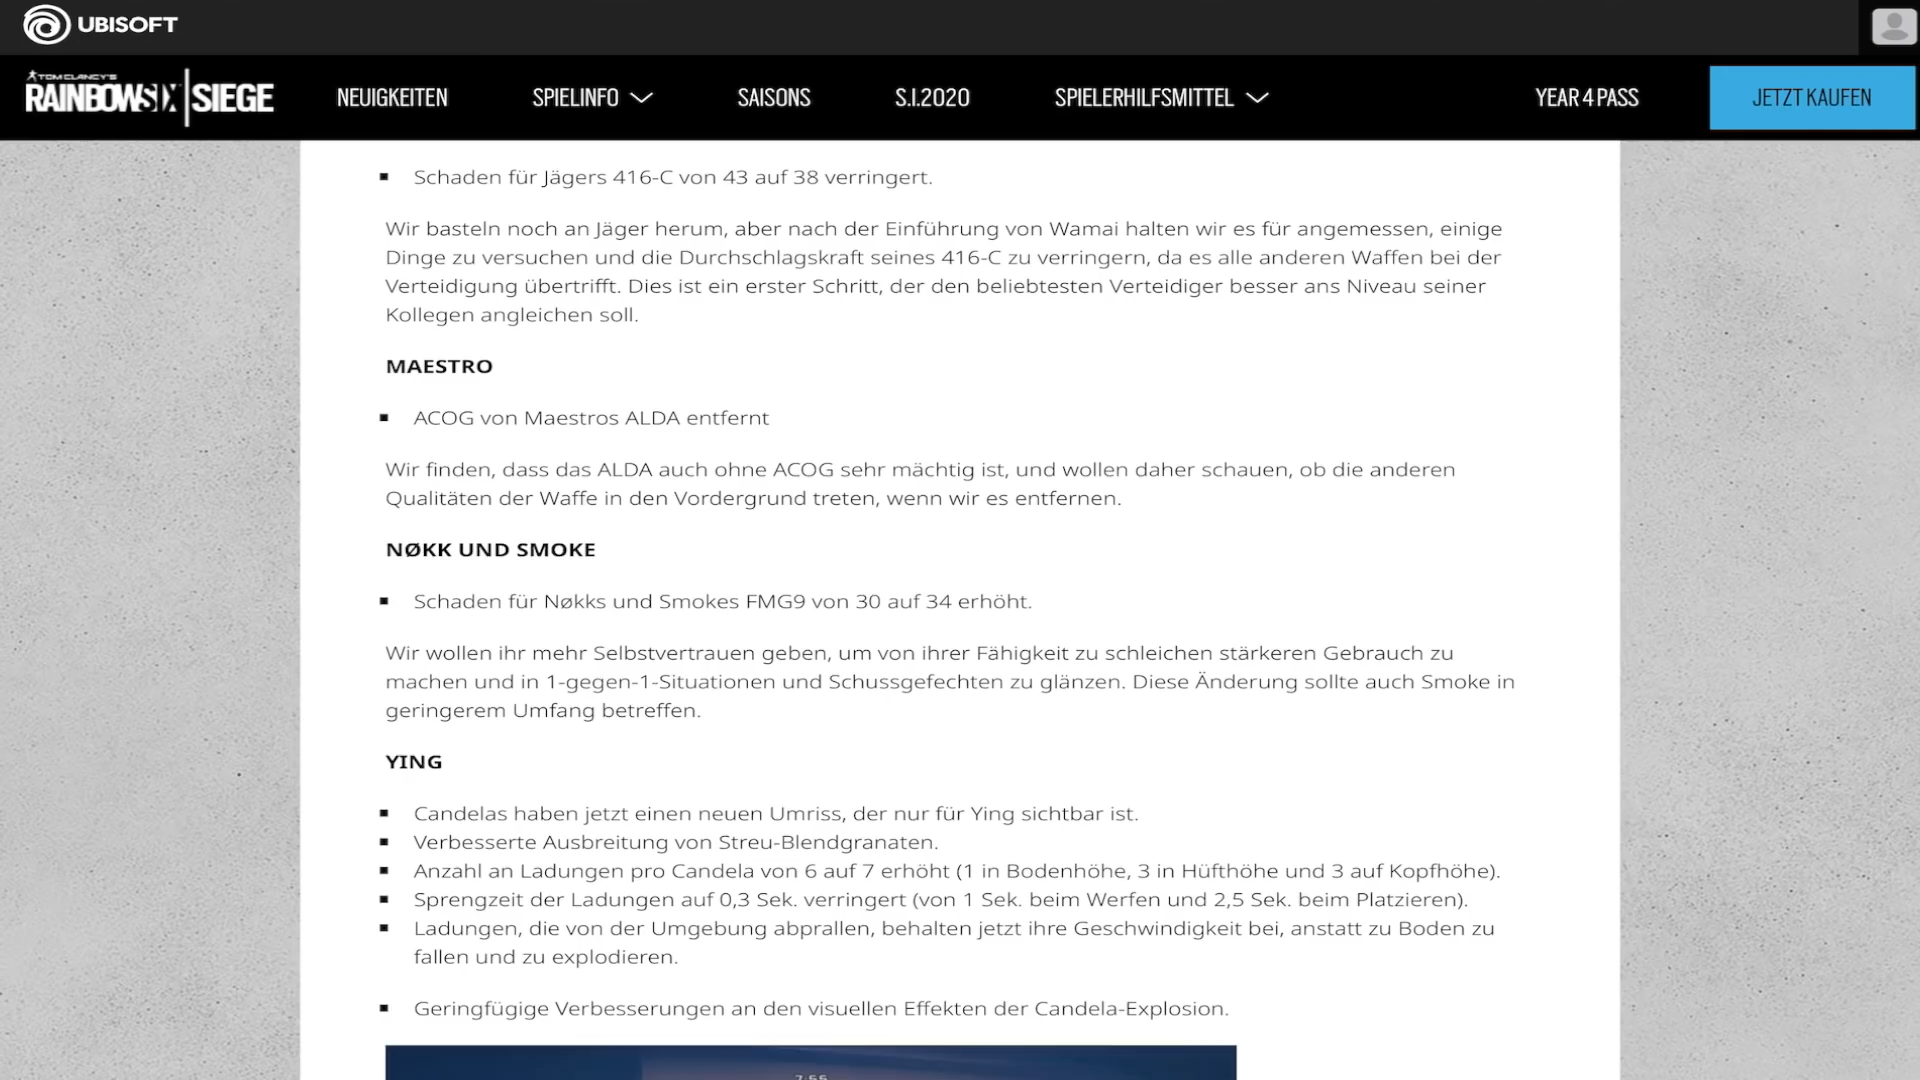 UBISOFT
TOM CLANCY'S
RAINBOWSIX | SIEGE
NEUIGKEITEN
SPIELINFO
SAISONS
S.I.2020
SPIELERHILFSMITTEL
YEAR 4 PASS
JETZT KAUFEN
▪ Schaden für Jägers 416-C von 43 auf 38 verringert.
Wir basteln noch an Jäger herum, aber nach der Einführung von Wamai halten wir es für angemessen, einige
Dinge zu versuchen und die Durchschlagskraft seines 416-C zu verringern, da es alle anderen Waffen bei der
Verteidigung übertrifft. Dies ist ein erster Schritt, der den beliebtesten Verteidiger besser ans Niveau seiner
Kollegen angleichen soll.
MAESTRO
▪ ACOG von Maestros ALDA entfernt
Wir finden, dass das ALDA auch ohne ACOG sehr mächtig ist, und wollen daher schauen, ob die anderen
Qualitäten der Waffe in den Vordergrund treten, wenn wir es entfernen.
NØKK UND SMOKE
▪ Schaden für Nøkks und Smokes FMG9 von 30 auf 34 erhöht.
Wir wollen ihr mehr Selbstvertrauen geben, um von ihrer Fähigkeit zu schleichen stärkeren Gebrauch zu
machen und in 1-gegen-1-Situationen und Schussgefechten zu glänzen. Diese Änderung sollte auch Smoke in
geringerem Umfang betreffen.
YING
▪ Candelas haben jetzt einen neuen Umriss, der nur für Ying sichtbar ist.
▪ Verbesserte Ausbreitung von Streu-Blendgranaten.
▪ Anzahl an Ladungen pro Candela von 6 auf 7 erhöht (1 in Bodenhöhe, 3 in Hüfthöhe und 3 auf Kopfhöhe).
▪ Sprengzeit der Ladungen auf 0,3 Sek. verringert (von 1 Sek. beim Werfen und 2,5 Sek. beim Platzieren).
▪ Ladungen, die von der Umgebung abprallen, behalten jetzt ihre Geschwindigkeit bei, anstatt zu Boden zu
fallen und zu explodieren.
▪ Geringfügige Verbesserungen an den visuellen Effekten der Candela-Explosion.